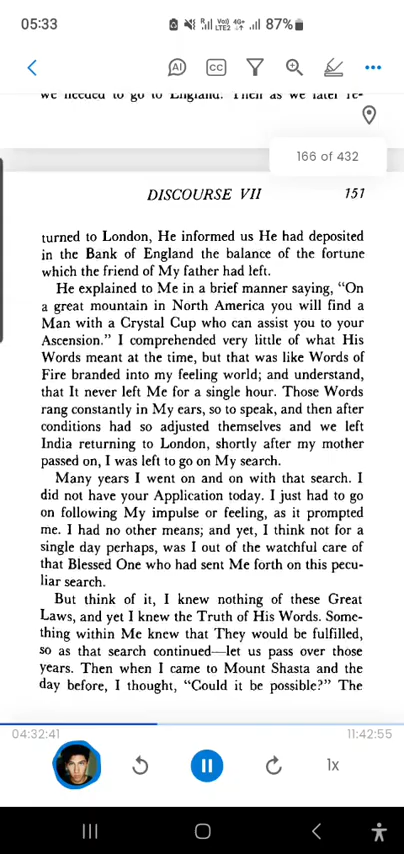 05:33
87%
AI
CC
we needed to go to England. Then as we later re-
166 of 432
DISCOURSE VII 151
turned to London, He informed us He had deposited
in the Bank of England the balance of the fortune
which the friend of My father had left.
He explained to Me in a brief manner saying, “On
a great mountain in North America you will find a
Man with a Crystal Cup who can assist you to your
Ascension.” I comprehended very little of what His
Words meant at the time, but that was like Words of
Fire branded into my feeling world; and understand,
that It never left Me for a single hour. Those Words
rang constantly in My ears, so to speak, and then after
conditions had so adjusted themselves and we left
India returning to London, shortly after my mother
passed on, I was left to go on My search.
Many years I went on and on with that search. I
did not have your Application today. I just had to go
on following My impulse or feeling, as it prompted
me. I had no other means; and yet, I think not for a
single day perhaps, was I out of the watchful care of
that Blessed One who had sent Me forth on this pecu-
liar search.
But think of it, I knew nothing of these Great
Laws, and yet I knew the Truth of His Words. Some-
thing within Me knew that They would be fulfilled,
so as that search continued—let us pass over those
years. Then when I came to Mount Shasta and the
day before, I thought, “Could it be possible?” The
04:32:41 11:42:55
1x